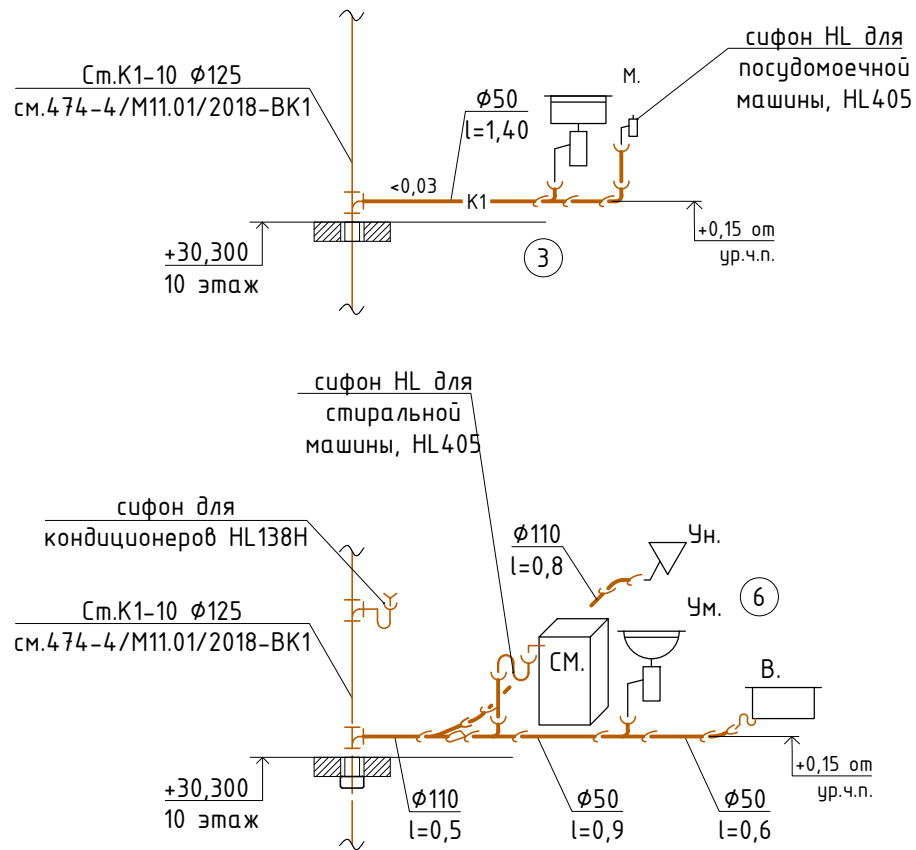 сифон HL для
посудомоечной
машины, HL405
Ст.К1-10 Ф125
см.474-4/М11.01/2018-ВК1
М.
Ф50
l=1,40
<0,03
К1
+0,15 от
ур.ч.п.
+30,300
10 этаж
3
сифон HL для
стиральной
машины, HL405
сифон для
кондиционеров HL138H
Ф110
l=0,8
Ун.
Ум.
6
Ст.К1-10 Ф125
см.474-4/М11.01/2018-ВК1
СМ.
В.
+0,15 от
ур.ч.п.
+30,300
10 этаж
Ф110
l=0,5
Ф50
l=0,9
Ф50
l=0,6